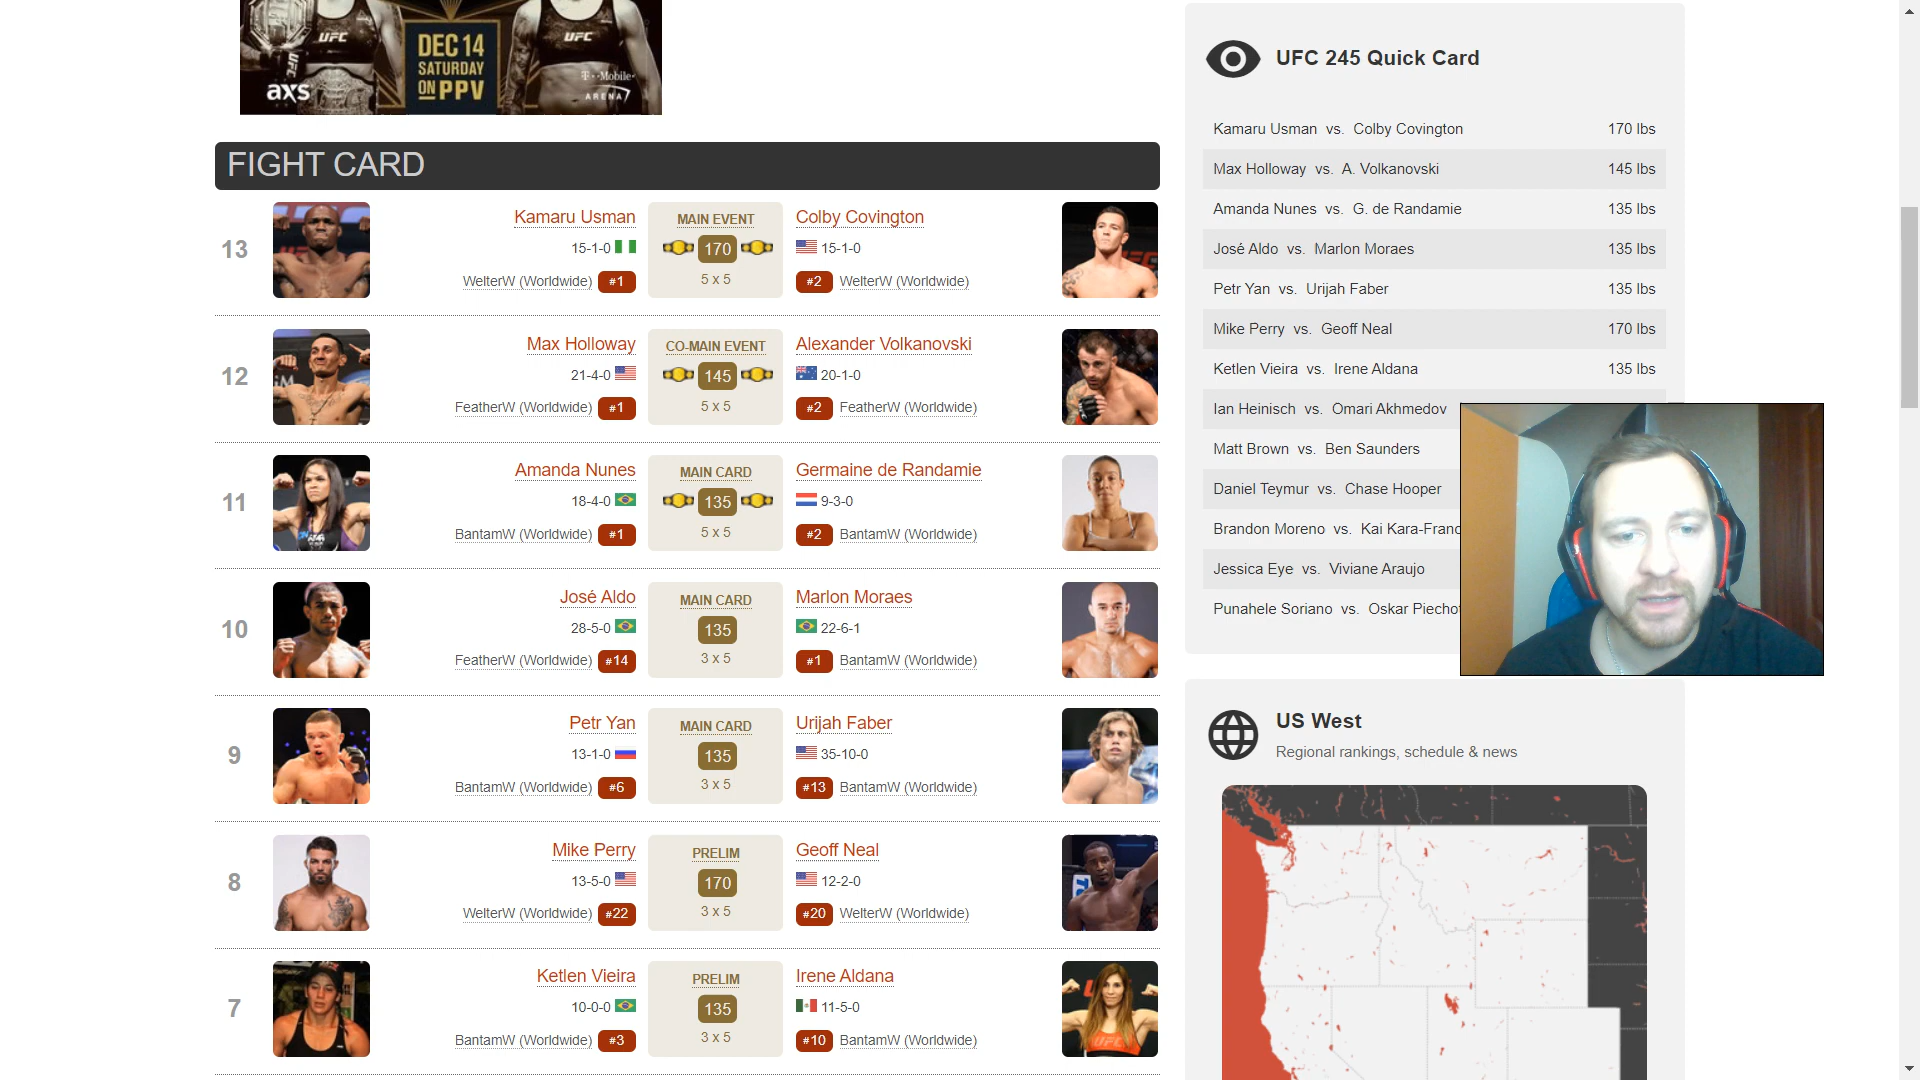 UFC
UFC
UFC
DEC 14
SATURDAY
ON PPV
axs
T Mobile
ARENA
FIGHT CARD
13
Kamaru Usman
15-1-0
WelterW (Worldwide) #1
MAIN EVENT
170
5 x 5
Colby Covington
15-1-0
#2 WelterW (Worldwide)
12
Max Holloway
21-4-0
FeatherW (Worldwide) #1
CO-MAIN EVENT
145
5 x 5
Alexander Volkanovski
20-1-0
#2 FeatherW (Worldwide)
11
Amanda Nunes
18-4-0
BantamW (Worldwide) #1
MAIN CARD
135
5 x 5
Germaine de Randamie
9-3-0
#2 BantamW (Worldwide)
10
José Aldo
28-5-0
FeatherW (Worldwide) #14
MAIN CARD
135
3 x 5
Marlon Moraes
22-6-1
#1 BantamW (Worldwide)
9
Petr Yan
13-1-0
BantamW (Worldwide) #6
MAIN CARD
135
3 x 5
Urijah Faber
35-10-0
#13 BantamW (Worldwide)
8
Mike Perry
13-5-0
WelterW (Worldwide) #22
PRELIM
170
3 x 5
Geoff Neal
12-2-0
#20 WelterW (Worldwide)
7
Ketlen Vieira
10-0-0
BantamW (Worldwide) #3
PRELIM
135
3 x 5
Irene Aldana
11-5-0
#10 BantamW (Worldwide)
UFC 245 Quick Card
Kamaru Usman vs. Colby Covington 170 lbs
Max Holloway vs. A. Volkanovski 145 lbs
Amanda Nunes vs. G. de Randamie 135 lbs
José Aldo vs. Marlon Moraes 135 lbs
Petr Yan vs. Urijah Faber 135 lbs
Mike Perry vs. Geoff Neal 170 lbs
Ketlen Vieira vs. Irene Aldana 135 lbs
Ian Heinisch vs. Omari Akhmedov
Matt Brown vs. Ben Saunders
Daniel Teymur vs. Chase Hooper
Brandon Moreno vs. Kai Kara-Franc
Jessica Eye vs. Viviane Araujo
Punahele Soriano vs. Oskar Piecho
US West
Regional rankings, schedule & news